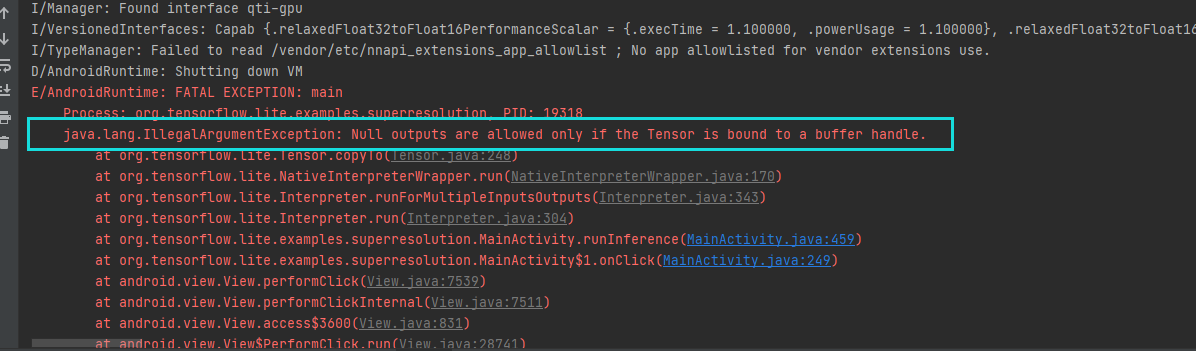 I/Manager: Found interface qti-gpu
I/VersionedInterfaces: Capab {.relaxedFloat32toFloat16PerformanceScalar = {.execTime = 1.100000, .powerUsage = 1.100000}, .relaxedFloat32toFloat16
I/TypeManager: Failed to read /vendor/etc/nnapi_extensions_app_allowlist ; No app allowlisted for vendor extensions use.
D/AndroidRuntime: Shutting down VM
E/AndroidRuntime: FATAL EXCEPTION: main
Process: org.tensorflow.lite.examples.superresolution, PID: 19318
java.lang.IllegalArgumentException: Null outputs are allowed only if the Tensor is bound to a buffer handle.
at org.tensorflow.lite.Tensor.copyTo(Tensor.java:248)
at org.tensorflow.lite.NativeInterpreterWrapper.run(NativeInterpreterWrapper.java:170)
at org.tensorflow.lite.Interpreter.runForMultipleInputsOutputs(Interpreter.java:343)
at org.tensorflow.lite.Interpreter.run(Interpreter.java:304)
at org.tensorflow.lite.examples.superresolution.MainActivity.runInference(MainActivity.java:459)
at org.tensorflow.lite.examples.superresolution.MainActivity$1.onClick(MainActivity.java:249)
at android.view.View.performClick(View.java:7539)
at android.view.View.performClickInternal(View.java:7511)
at android.view.View.access$3600(View.java:831)
at android.view.View$PerformClick.run(View.java:28741)